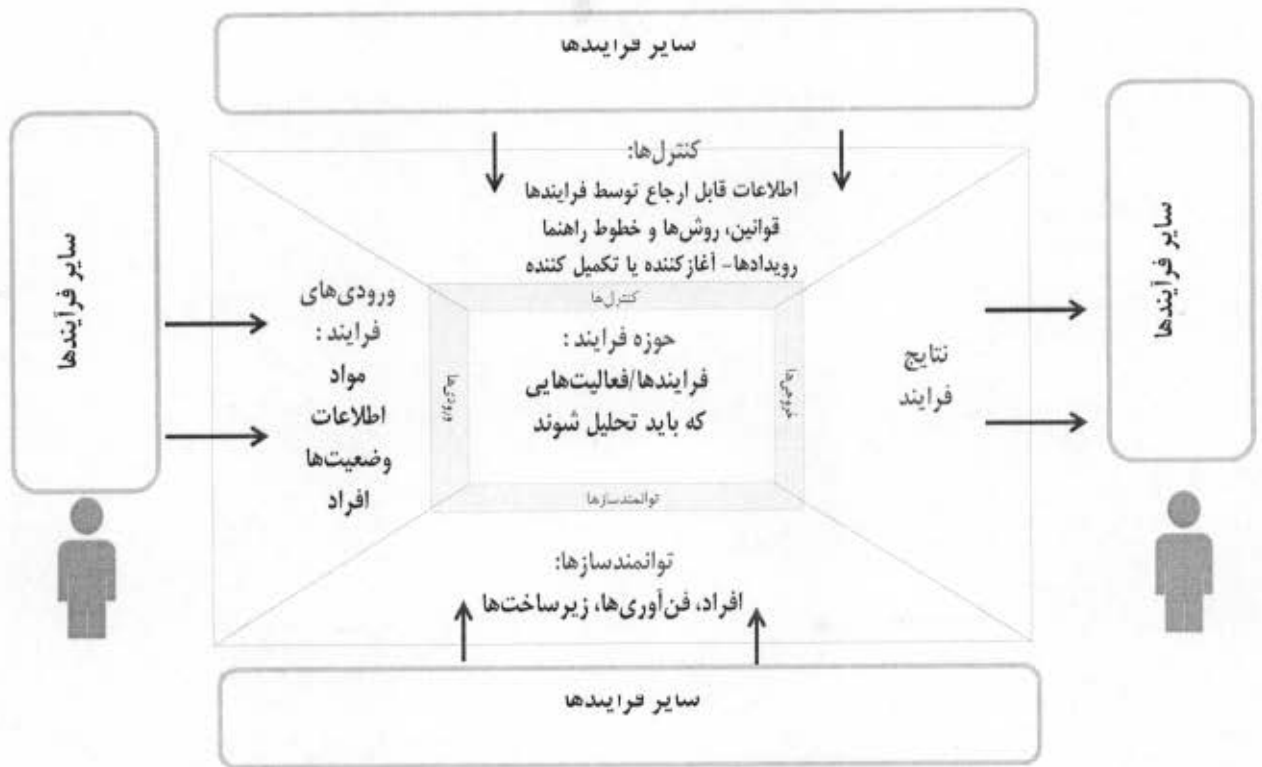 سایر فرایندها
سایر فرآیندها
کنترل‌ها:
اطلاعات قابل ارجاع توسط فرایندها
قوانین، روش‌ها و خطوط راهنما
رویدادها- آغازکننده یا تکمیل کننده
کنترل‌ها
سایر فرآیندها
ورودی‌های
فرایند :
مواد
اطلاعات
وضعیت‌ها
افراد
ورودی‌ها
حوزه فرایند :
فرایندها/فعالیت‌هایی
که باید تحلیل شوند
خروجی‌ها
نتایج
فرایند
توانمندسازها
توانمندسازها:
افراد، فن‌آوری‌ها، زیرساخت‌ها
سایر فرایندها